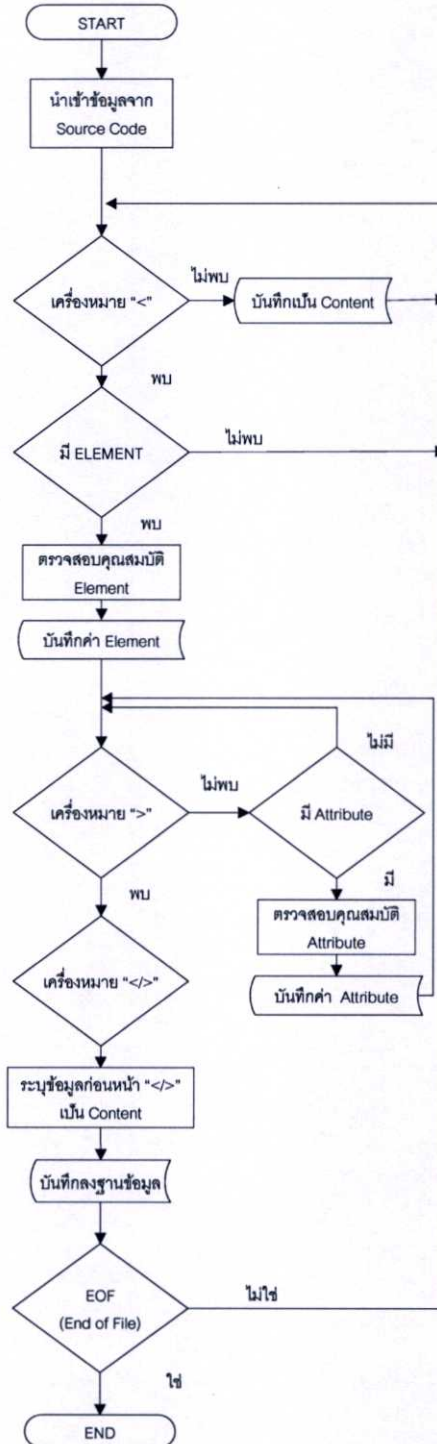 START
นำเข้าข้อมูลจาก
Source Code
เครื่องหมาย "<"
ไม่พบ
บันทึกเป็น Content
พบ
มี ELEMENT
ไม่พบ
พบ
ตรวจสอบคุณสมบัติ
Element
บันทึกค่า Element
ไม่มี
เครื่องหมาย ">"
ไม่พบ
มี Attribute
มี
พบ
ตรวจสอบคุณสมบัติ
Attribute
เครื่องหมาย "</>"
บันทึกค่า Attribute
ระบุข้อมูลก่อนหน้า "</>"
เป็น Content
บันทึกลงฐานข้อมูล
EOF
(End of File)
ไม่ใช่
ใช่
END